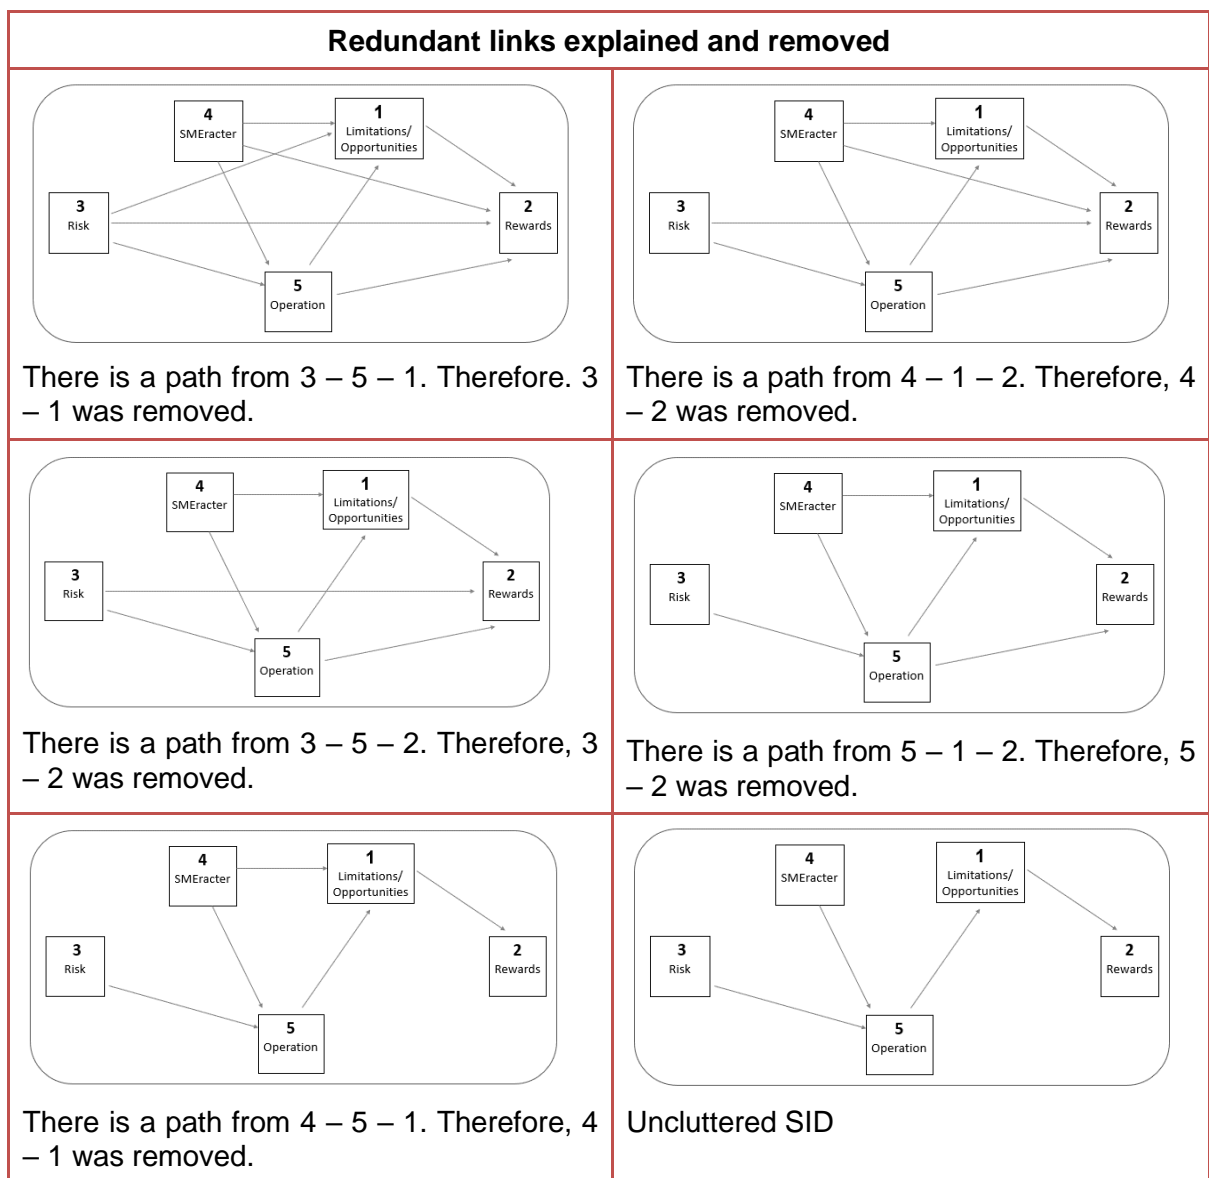 Redundant links explained and removed
4
SMEracter
1
Limitations/
Opportunities
3
Risk
2
Rewards
5
Operation
There is a path from 3 – 5 – 1. Therefore. 3
– 1 was removed.
4
SMEracter
1
Limitations/
Opportunities
3
Risk
2
Rewards
5
Operation
There is a path from 4 – 1 – 2. Therefore, 4
– 2 was removed.
4
SMEracter
1
Limitations/
Opportunities
3
Risk
2
Rewards
5
Operation
There is a path from 3 – 5 – 2. Therefore, 3
– 2 was removed.
4
SMEracter
1
Limitations/
Opportunities
3
Risk
2
Rewards
5
Operation
There is a path from 5 – 1 – 2. Therefore, 5
– 2 was removed.
4
SMEracter
1
Limitations/
Opportunities
3
Risk
2
Rewards
5
Operation
There is a path from 4 – 5 – 1. Therefore, 4
– 1 was removed.
4
SMEracter
1
Limitations/
Opportunities
3
Risk
2
Rewards
5
Operation
Uncluttered SID